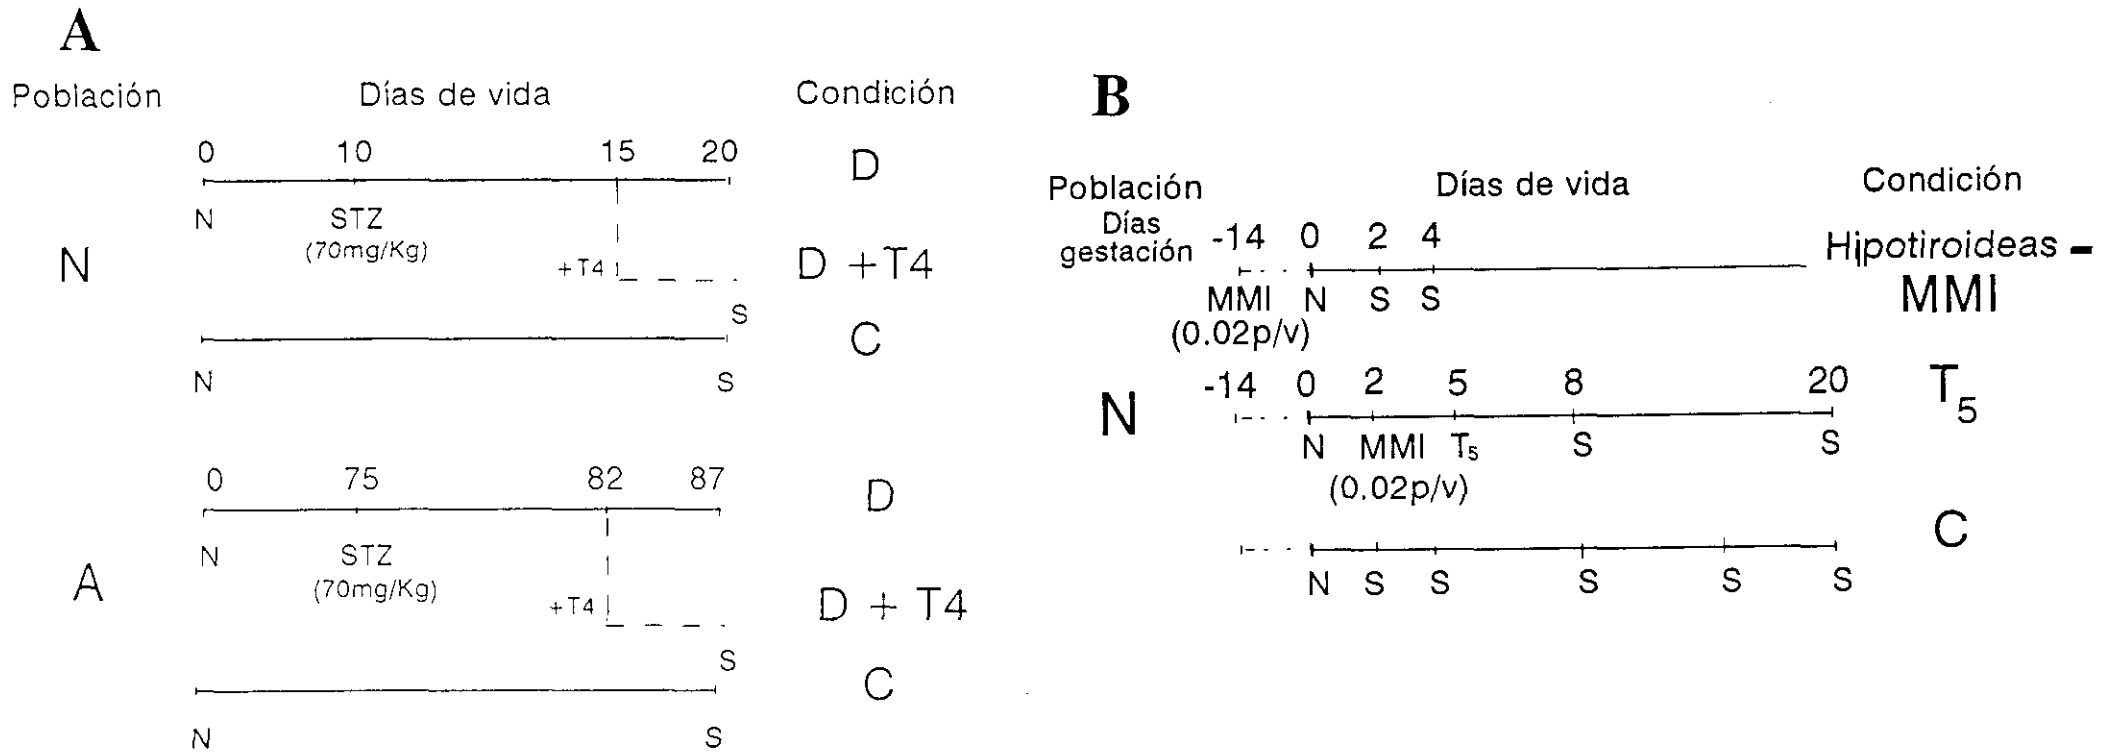 A
Población Días de vida Condición
0 10 15 20 D
N STZ
(70mg/Kg)
N +T4 D +T4
S
C
N S
0 75 82 87 D
N STZ
(70mg/Kg)
A +T4 D + T4
S
C
N S
B
Población Días de vida Condición
Días
gestación -14 0 2 4 Hipotiroideas -
MMI N S S MMI
(0.02p/v)
-14 0 2 5 8 20 T5
N
N MMI T5 S S
(0.02p/v)
C
N S S S S S